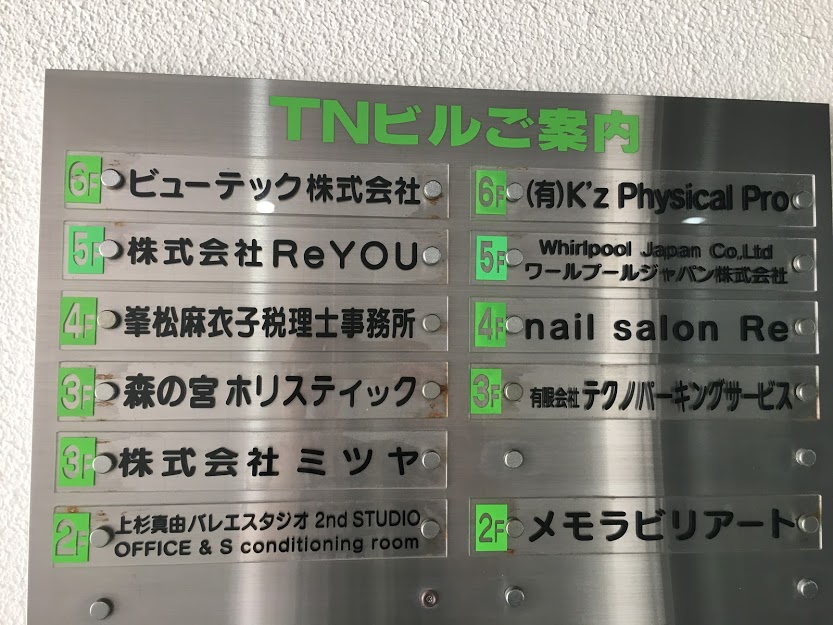 TNビルご案内
6F ビューテック株式会社
6F (有)K'z Physical Pro
5F 株式会社ReYOU
5F Whirlpool Japan Co,Ltd
ワールプールジャパン株式会社
4F 峯松麻衣子税理士事務所
4F nail salon Re
3F 森の宮 ホリスティック
3F 有限会社 テクノパーキングサービス
3F 株式会社 ミツヤ
2F 上杉真由バレエスタジオ 2nd STUDIO
OFFICE & S conditioning room
2F メモラビリアート